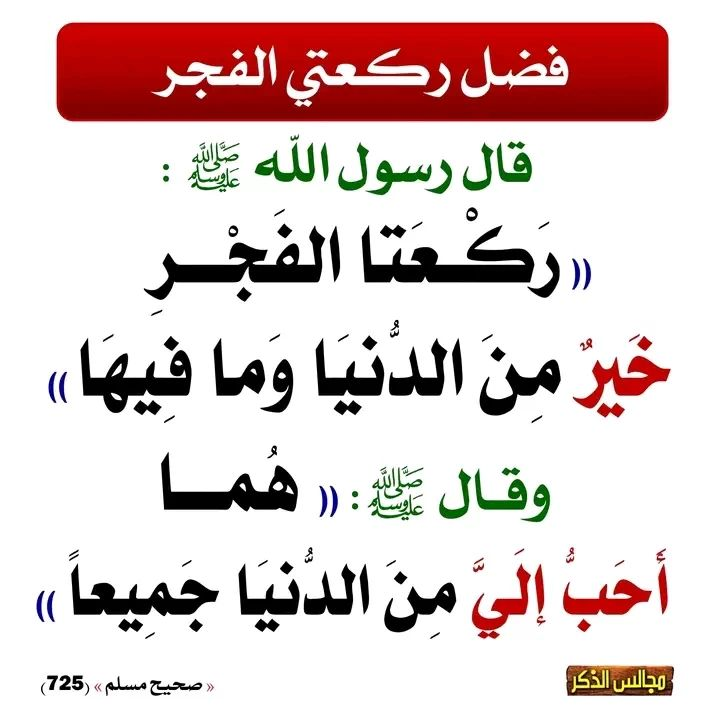 فضل ركعتي الفجر
قال رسول الله ﷺ :
(( رَكْعَتا الفَجْرِ
خَيرٌ مِنَ الدُّنيَا وَما فِيهَا ))
وقال ﷺ : (( هُما
أَحَبُّ إلَيَّ مِنَ الدُّنيَا جَمِيعاً ))
« صحيح مسلم » (725)
مجالس الذكر